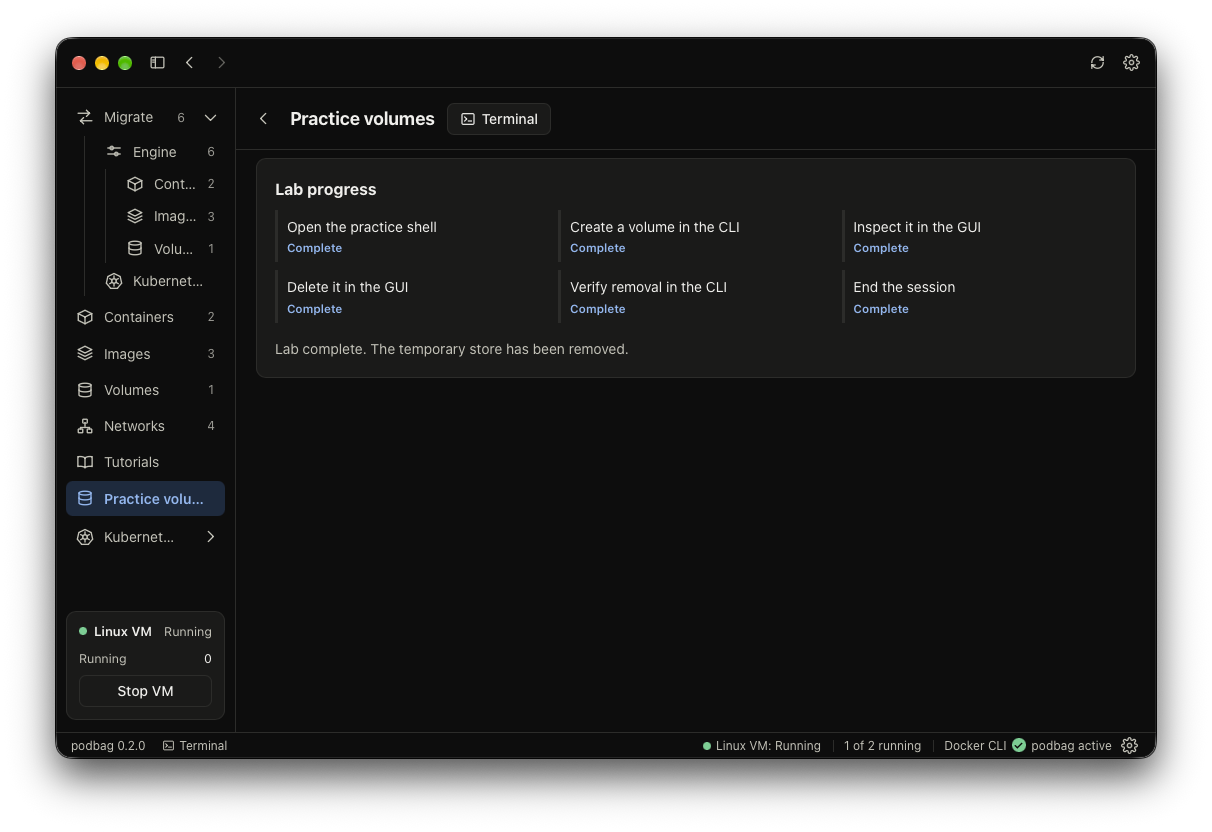 Migrate 6
Engine 6
Cont... 2
Imag... 3
Volu... 1
Kubernet...
Containers 2
Images 3
Volumes 1
Networks 4
Tutorials
Practice volu...
Kubernet...
Linux VM Running
Running 0
Stop VM
Practice volumes Terminal
Lab progress
Open the practice shell
Complete
Create a volume in the CLI
Complete
Inspect it in the GUI
Complete
Delete it in the GUI
Complete
Verify removal in the CLI
Complete
End the session
Complete
Lab complete. The temporary store has been removed.
podbag 0.2.0 Terminal Linux VM: Running 1 of 2 running Docker CLI podbag active